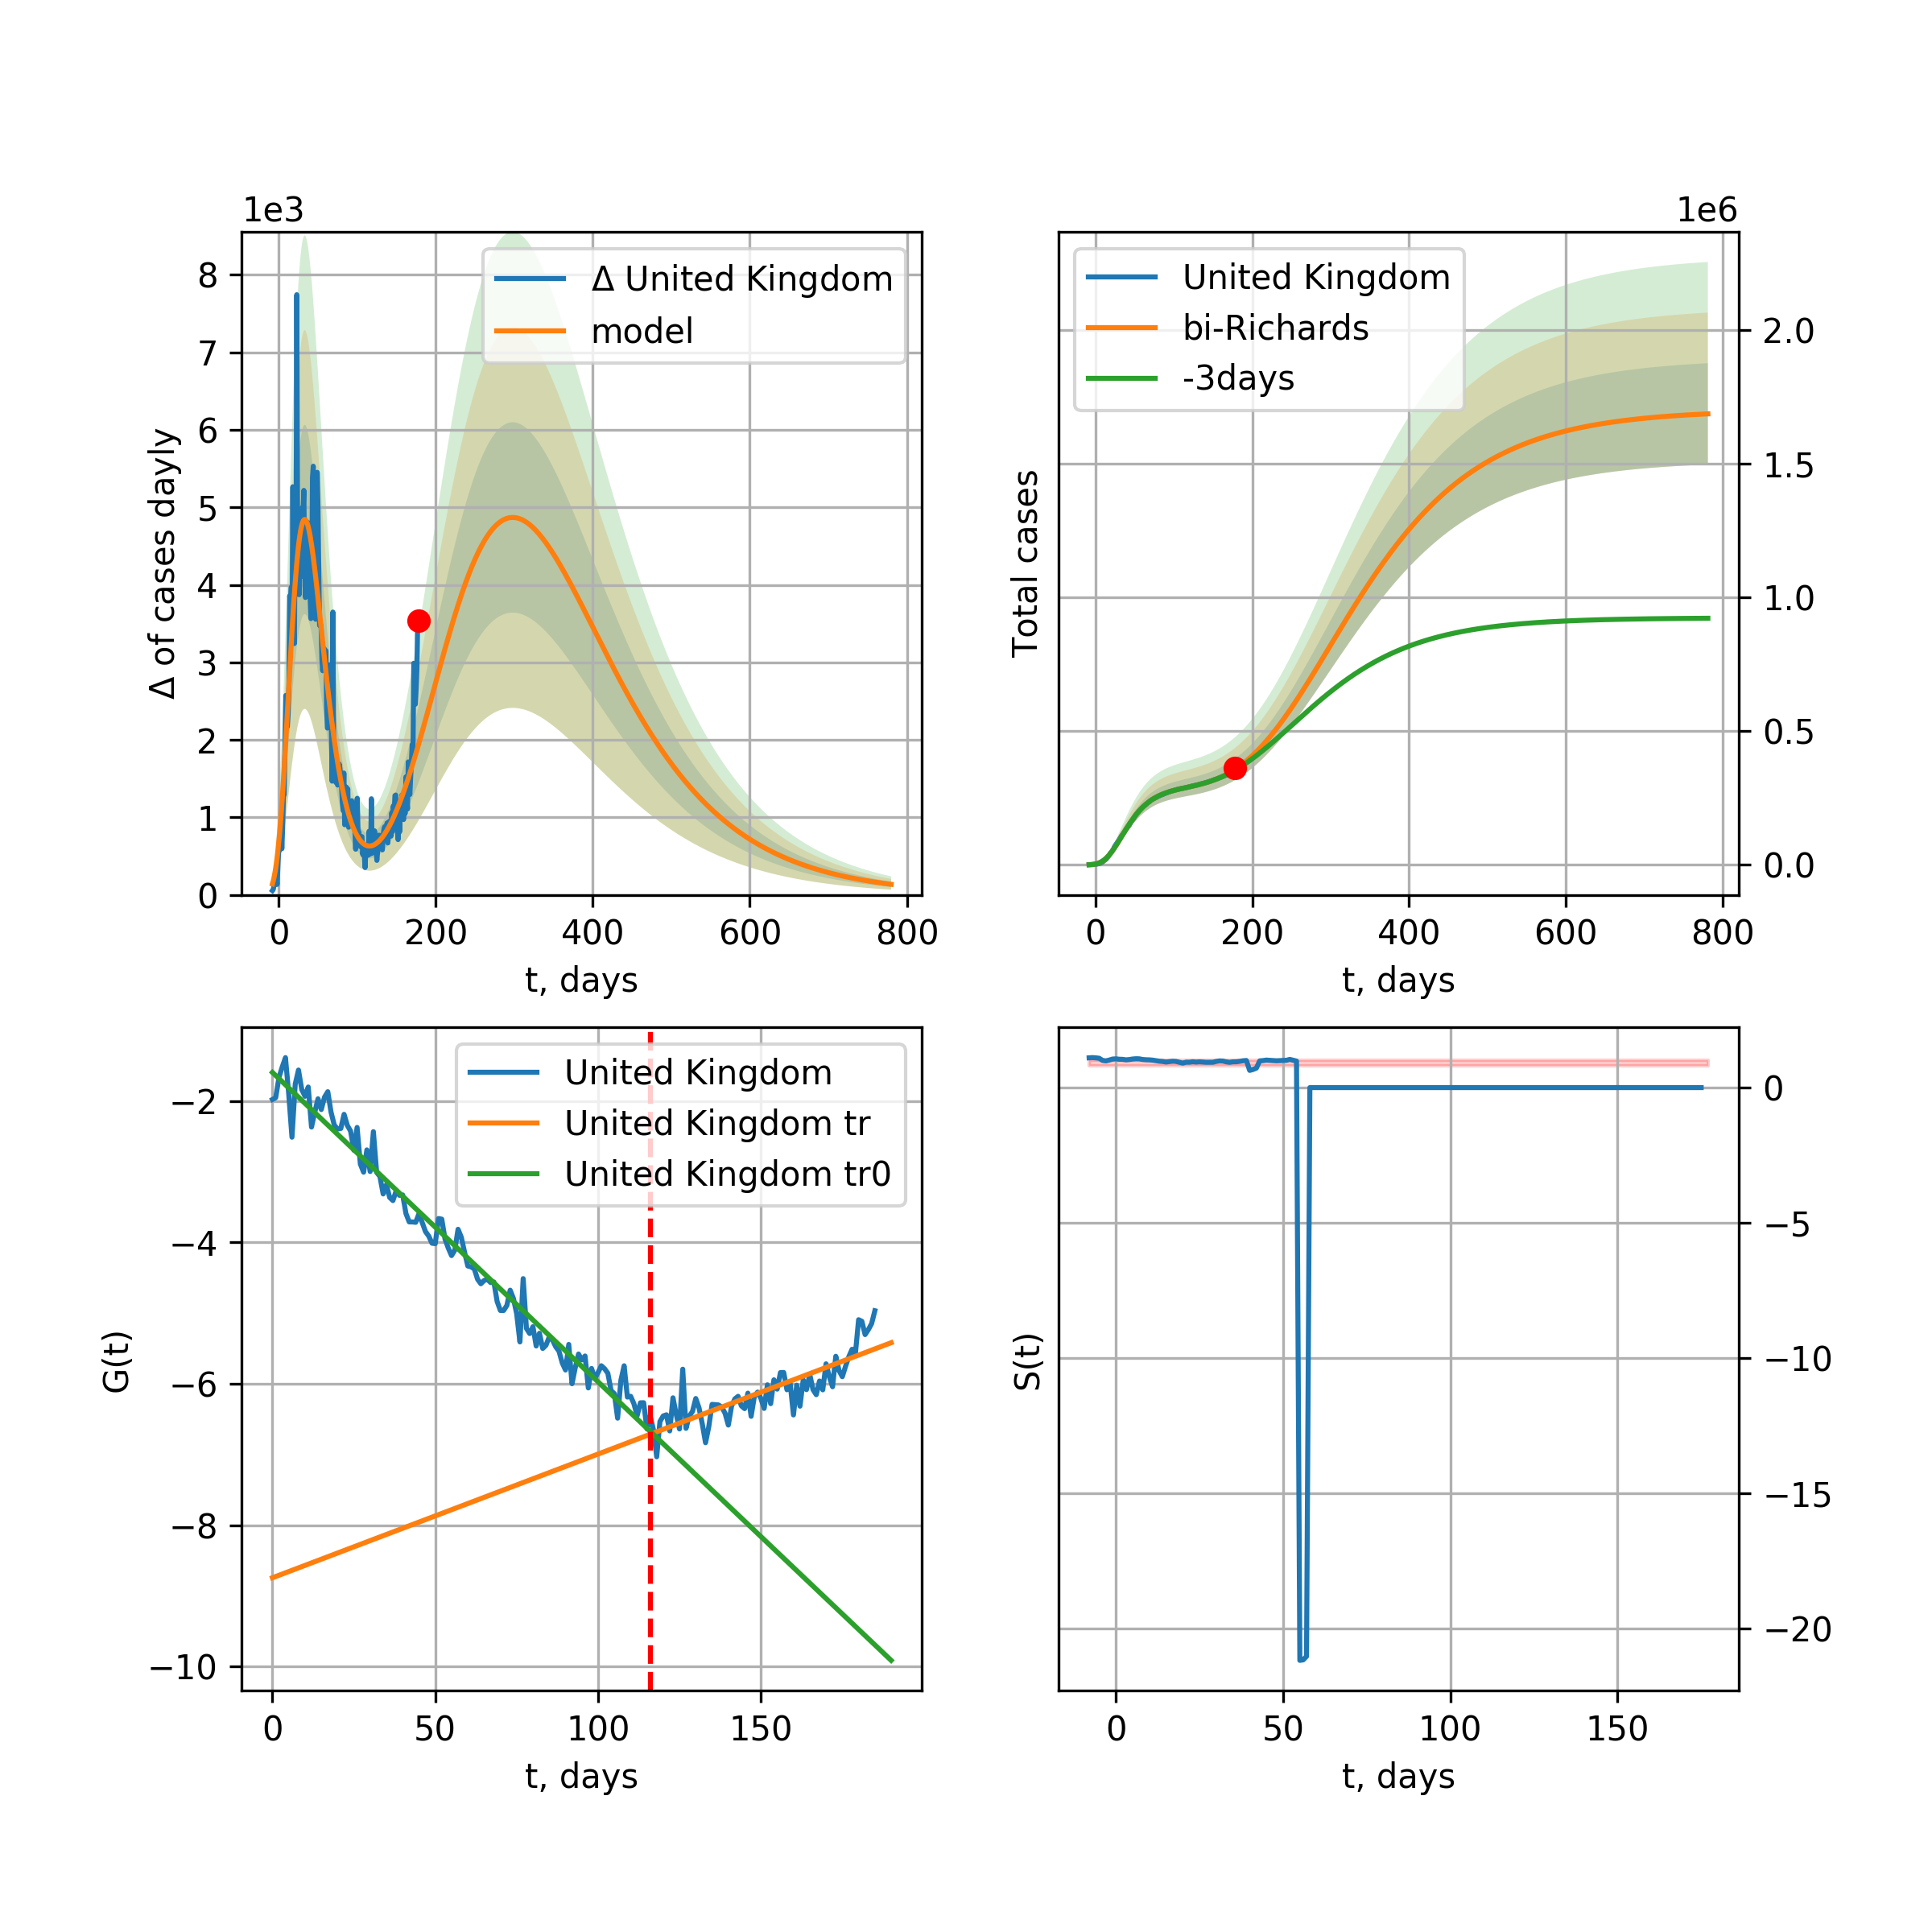 1e3
Δ of cases dayly
8
7
6
5
4
3
2
1
0
Δ United Kingdom
model
0 200 400 600 800
t, days
1e6
Total cases
United Kingdom
bi-Richards
-3days
2.0
1.5
1.0
0.5
0.0
0 200 400 600 800
t, days
G(t)
−2
−4
−6
−8
−10
United Kingdom
United Kingdom tr
United Kingdom tr0
0 50 100 150
t, days
S(t)
0
−5
−10
−15
−20
0 50 100 150
t, days